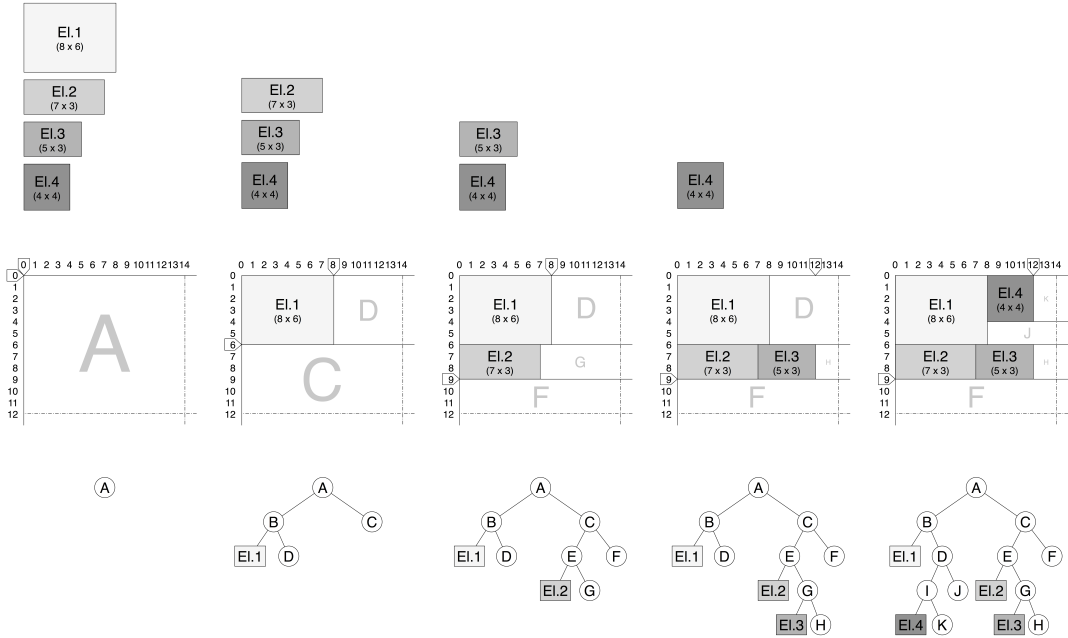 El.1
(8 x 6)
El.2
(7 x 3)
El.3
(5 x 3)
El.4
(4 x 4)
El.2
(7 x 3)
El.3
(5 x 3)
El.4
(4 x 4)
El.3
(5 x 3)
El.4
(4 x 4)
El.4
(4 x 4)
0 1 2 3 4 5 6 7 8 9 10 11 12 13 14
0
1
2
3
4
5
6
7
8
9
10
11
12
A
0 1 2 3 4 5 6 7 8 9 10 11 12 13 14
0
1
2
3
4
5
6
7
8
9
10
11
12
El.1
(8 x 6)
D
C
0 1 2 3 4 5 6 7 8 9 10 11 12 13 14
0
1
2
3
4
5
6
7
8
9
10
11
12
El.1
(8 x 6)
D
El.2
(7 x 3)
G
F
0 1 2 3 4 5 6 7 8 9 10 11 12 13 14
0
1
2
3
4
5
6
7
8
9
10
11
12
El.1
(8 x 6)
D
El.2
(7 x 3)
El.3
(5 x 3)
H
F
0 1 2 3 4 5 6 7 8 9 10 11 12 13 14
0
1
2
3
4
5
6
7
8
9
10
11
12
El.1
(8 x 6)
El.4
(4 x 4)
K
J
El.2
(7 x 3)
El.3
(5 x 3)
H
F
A
A
B C
El.1 D
A
B C
El.1 D E F
El.2 G
A
B C
El.1 D E F
El.2 G
El.3 H
A
B C
El.1 D E F
I J El.2 G
El.4 K El.3 H